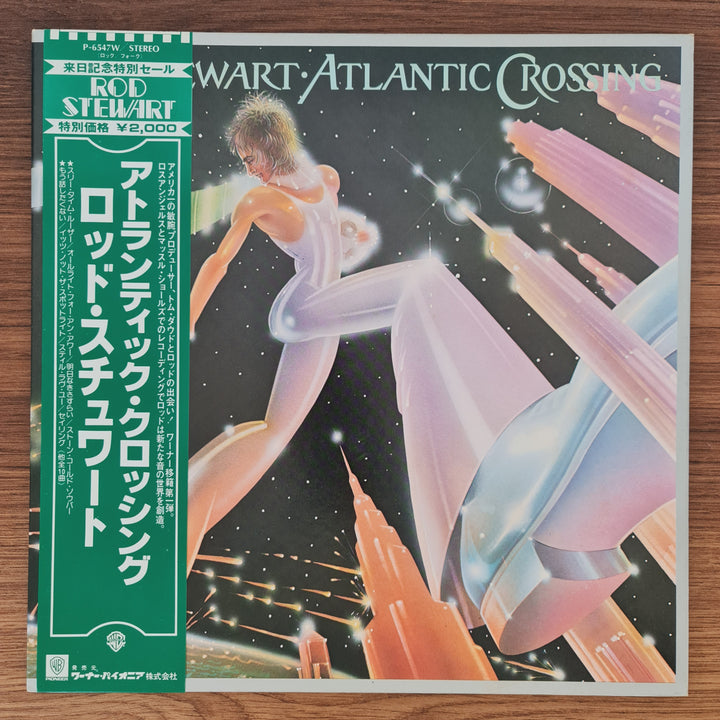 P-6547W/STEREO
(ロック、フォーク)
来日記念特別セール
ROD
STEWART
特別価格 ¥2,000
EWART・ATLANTIC CROSSING
アメリカ一の敏腕プロデューサー、トム・ダウドとロッドの出会い! ワーナー移籍第一弾。
ロスアンジェルスとマッスル・ショールズでのレコーディングでロッドは新たな音の世界を創造。
アトランティック・クロッシング
ロッド・スチュワート
★スリー・タイム・ルーザー/オールライト・フォー・アン・アワー/明日なきさすらい/ストーン・コールド・ソウバー
★もう話したくない/イッツ・ノット・ザ・スポットライト/スティル・ラヴ・ユー/セイリング(他全10曲)
WB
PIONEER
発売元
ワーナー・パイオニア株式会社